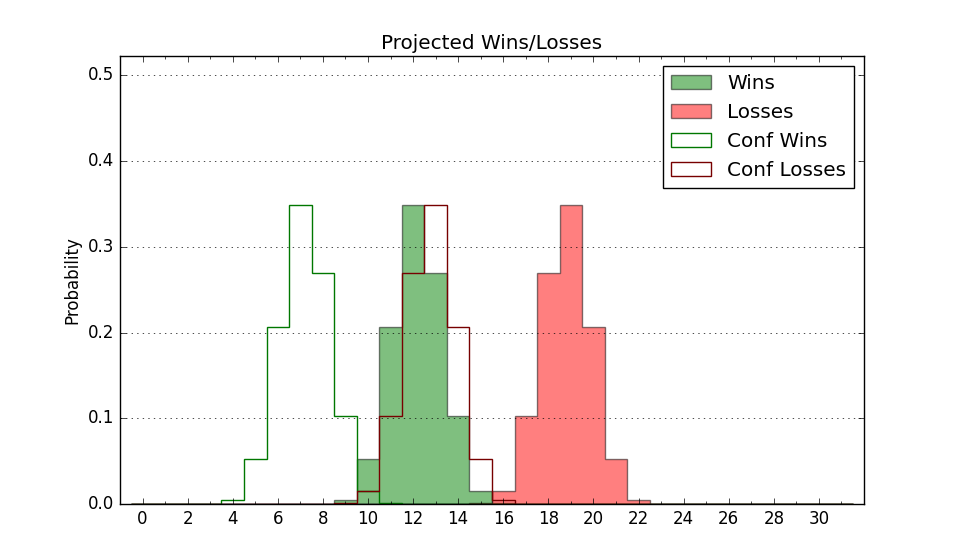 Projected Wins/Losses
0.5
0.4
0.3
0.2
0.1
0.0
Probability
Wins
Losses
Conf Wins
Conf Losses
0 2 4 6 8 10 12 14 16 18 20 22 24 26 28 30